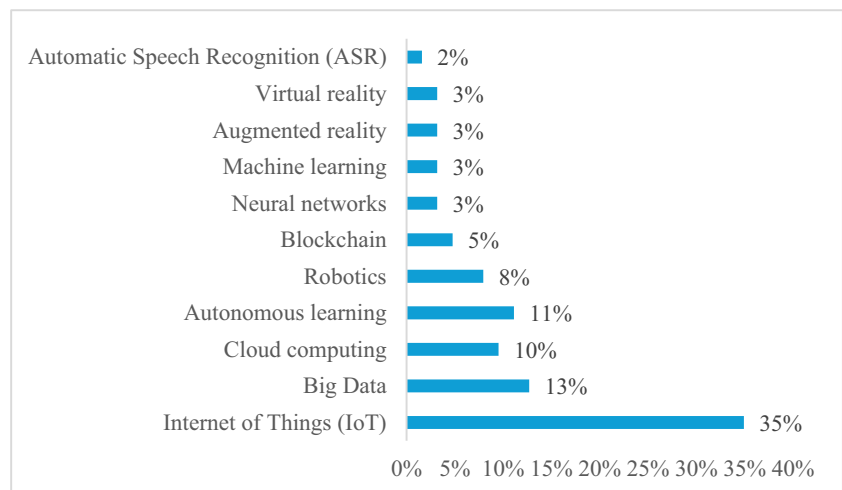 Automatic Speech Recognition (ASR) 2%
Virtual reality 3%
Augmented reality 3%
Machine learning 3%
Neural networks 3%
Blockchain 5%
Robotics 8%
Autonomous learning 11%
Cloud computing 10%
Big Data 13%
Internet of Things (IoT) 35%
0% 5% 10% 15% 20% 25% 30% 35% 40%